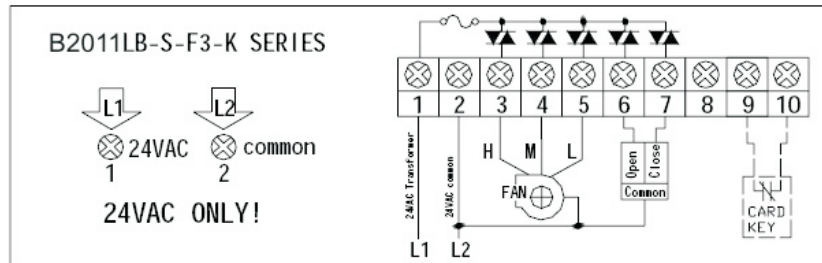 B2011LB-S-F3-K SERIES
L1 L2
24VAC common
1 2
24VAC ONLY!
1 2 3 4 5 6 7 8 9 10
24VAC Transformer
24VAC common
H M L
FAN
Open
Close
Common
CARD
KEY
L1 L2